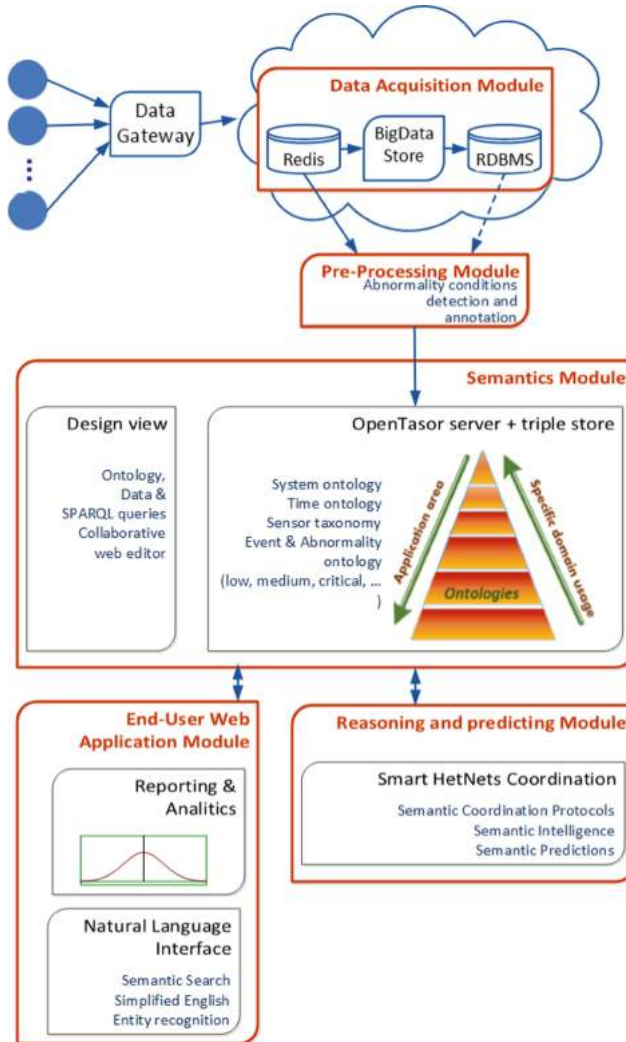 Data Acquisition Module
Data
Gateway
Redis
BigData
Store
RDBMS
Pre-Processing Module
Abnormality conditions
detection and
annotation
Semantics Module
Design view
Ontology,
Data &
SPARQL queries
Collaborative
web editor
OpenTasor server + triple store
System ontology
Time ontology
Sensor taxonomy
Event & Abnormality
ontology
(low, medium, critical, ...
)
Application area
Ontologies
Specific domain usage
End-User Web
Application Module
Reporting &
Analitics
Natural Language
Interface
Semantic Search
Simplified English
Entity recognition
Reasoning and predicting Module
Smart HetNets Coordination
Semantic Coordination Protocols
Semantic Intelligence
Semantic Predictions